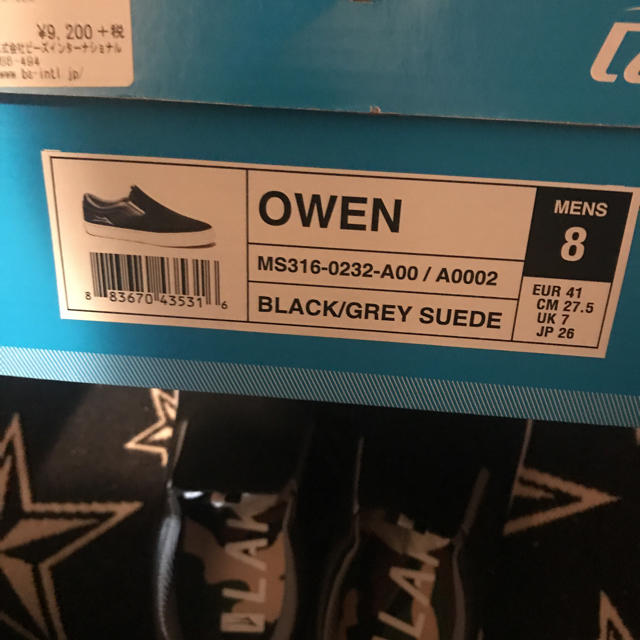 ¥9,200+税
式会社ビーズインターナショナル
www.bs-intl.jp/
OWEN
MS316-0232-A00 / A0002
BLACK/GREY SUEDE
MENS
8
EUR 41
CM 27.5
UK 7
JP 26
8 83670 43531 6
LAK
LAK